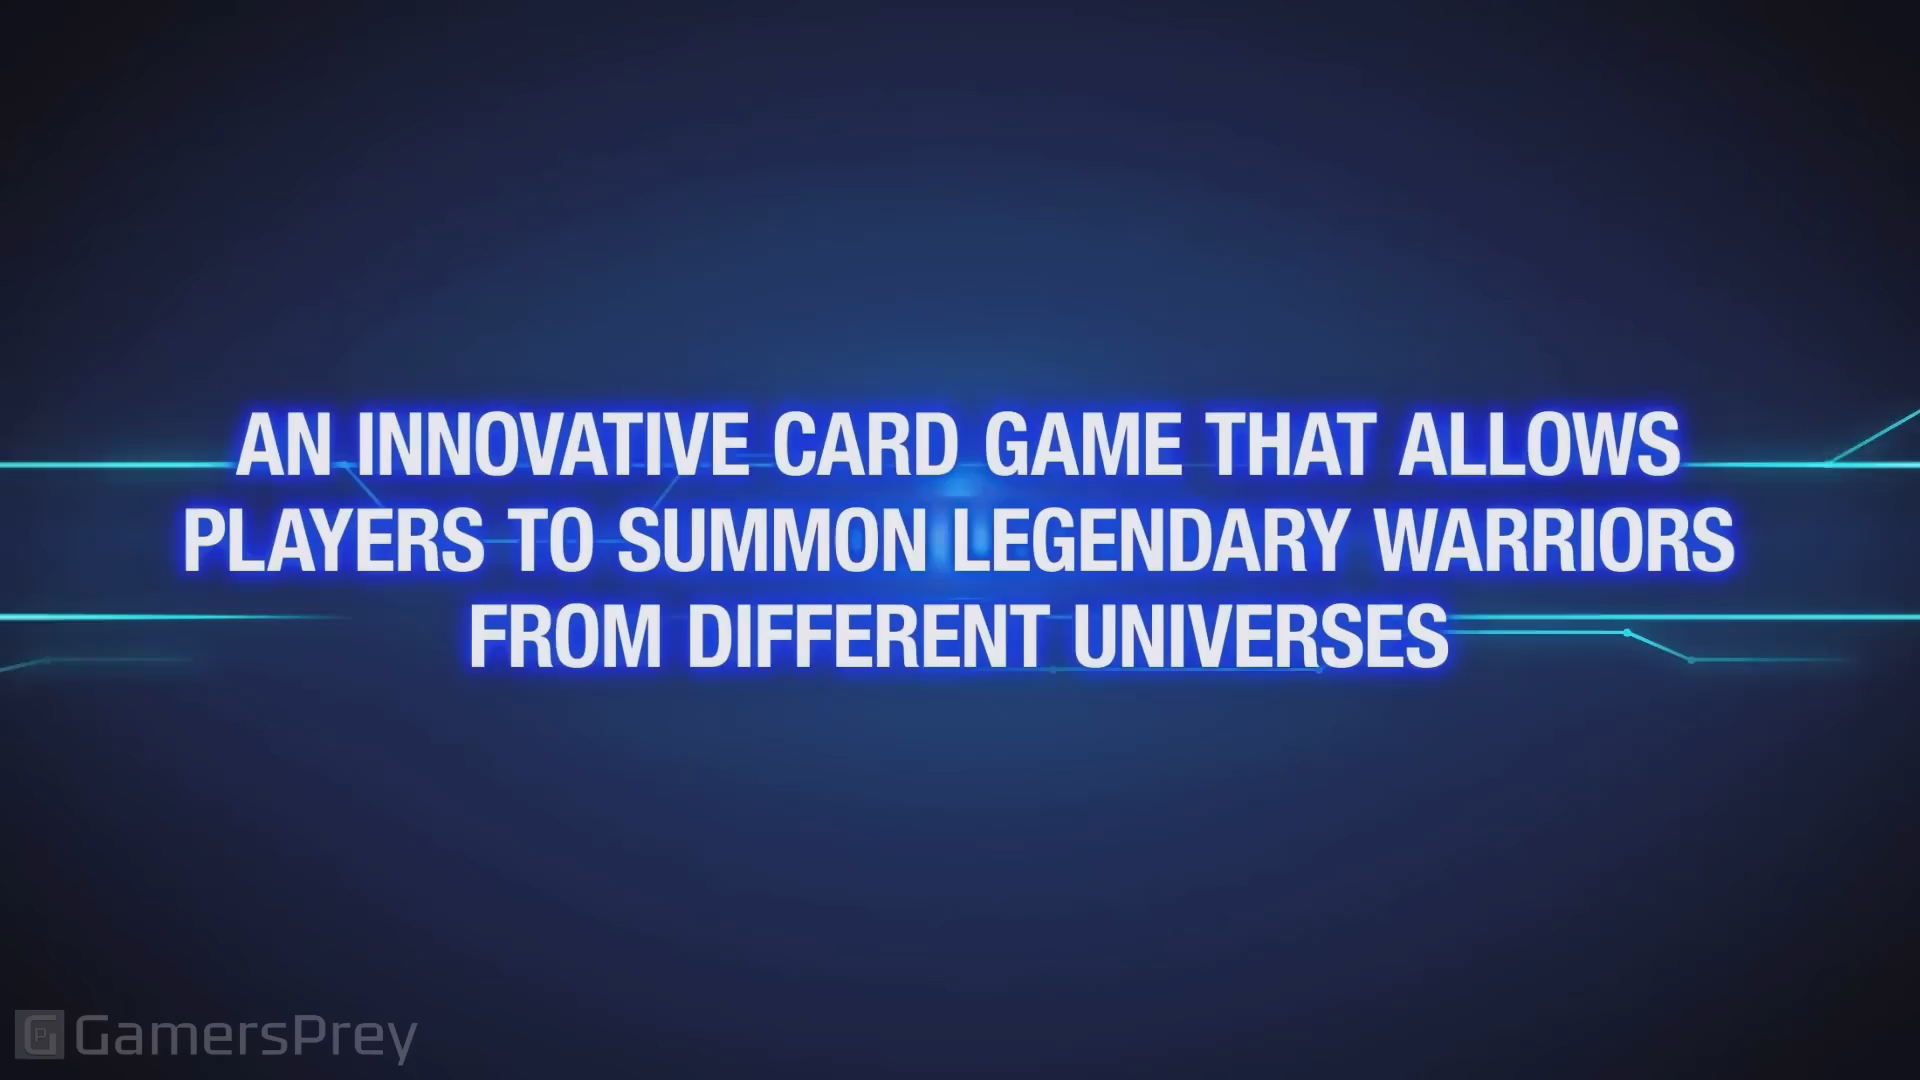 AN INNOVATIVE CARD GAME THAT ALLOWS
PLAYERS TO SUMMON LEGENDARY WARRIORS
FROM DIFFERENT UNIVERSES
GamersPrey